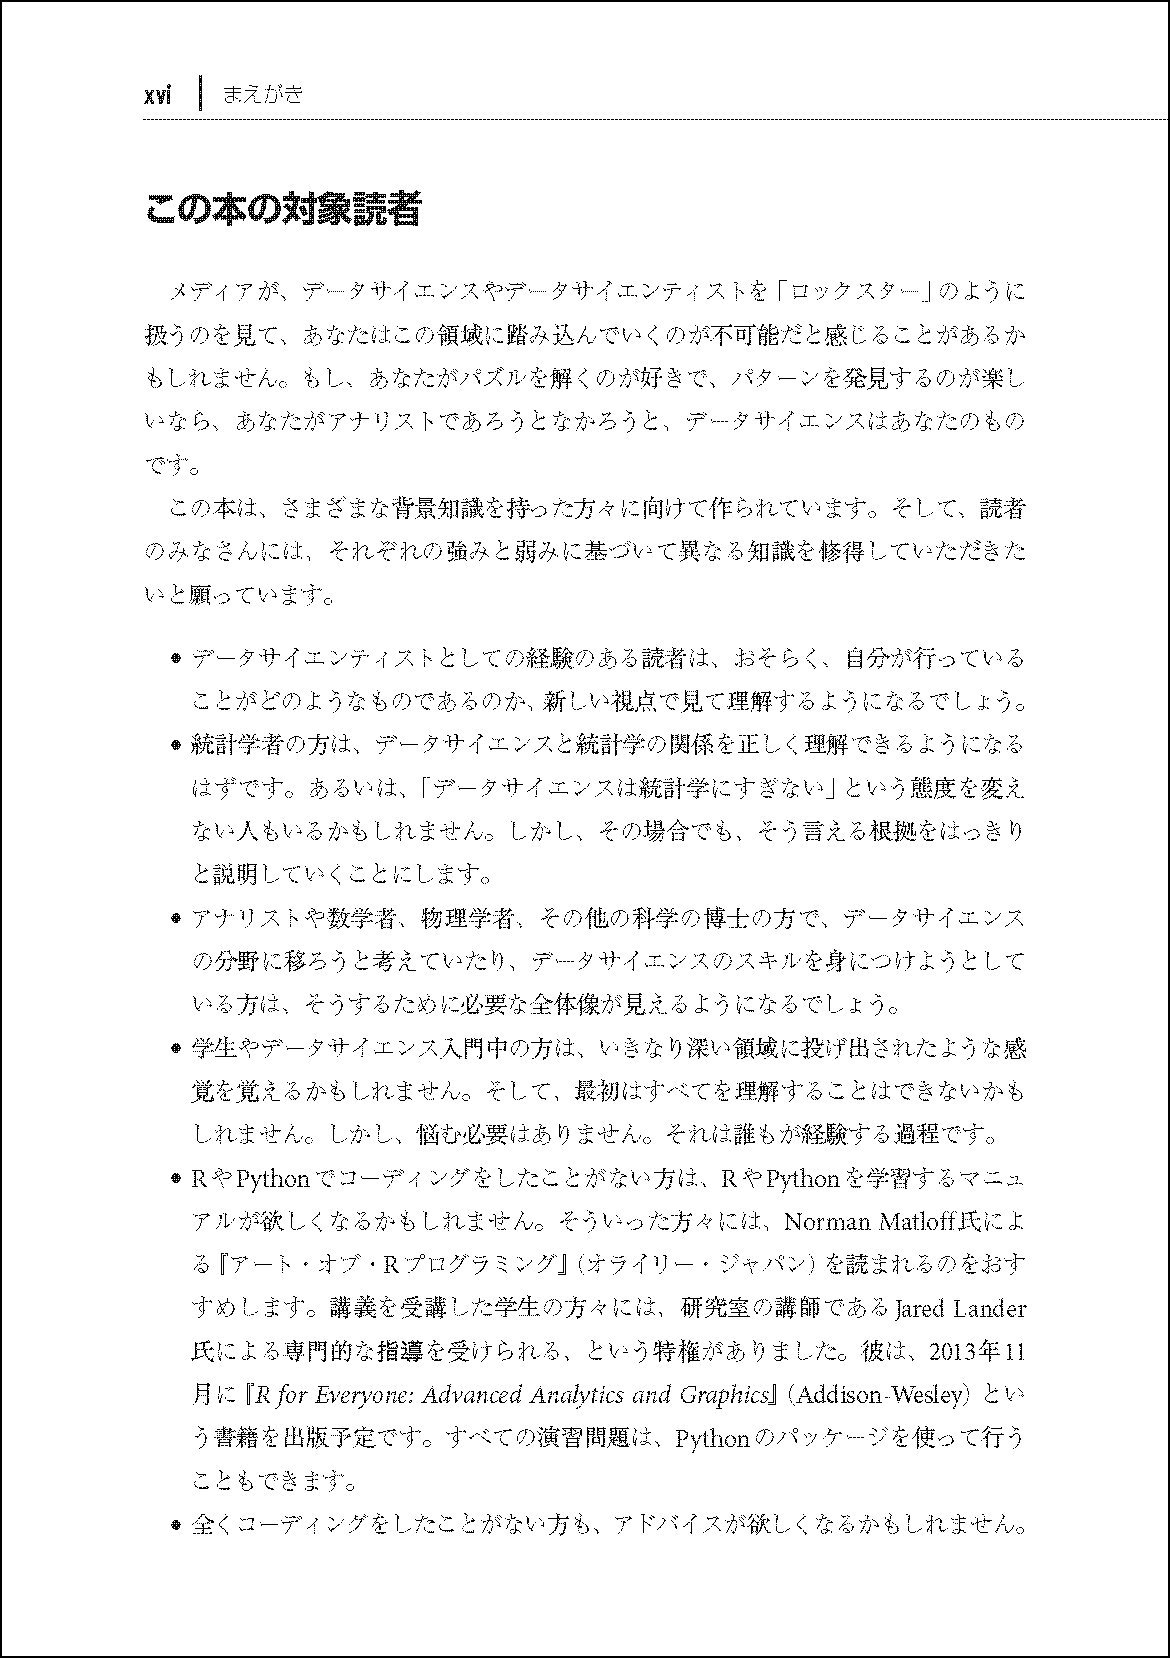 xvi まえがき
この本の対象読者
メディアが、データサイエンスやデータサイエンティストを「ロックスター」のように
扱うのを見て、あなたはこの領域に踏み込んでいくのが不可能だと感じることがあるか
もしれません。もし、あなたがパズルを解くのが好きで、パターンを発見するのが楽し
いなら、あなたがアナリストであろうとなかろうと、データサイエンスはあなたのもの
です。
この本は、さまざまな背景知識を持った方々に向けて作られています。そして、読者
のみなさんには、それぞれの強みと弱みに基づいて異なる知識を修得していただきた
いと願っています。
● データサイエンティストとしての経験のある読者は、おそらく、自分が行っている
ことがどのようなものであるのか、新しい視点で見て理解するようになるでしょう。
● 統計学者の方は、データサイエンスと統計学の関係を正しく理解できるようになる
はずです。あるいは、「データサイエンスは統計学にすぎない」という態度を変え
ない人もいるかもしれません。しかし、その場合でも、そう言える根拠をはっきり
と説明していくことにします。
● アナリストや数学者、物理学者、その他の科学の博士の方で、データサイエンス
の分野に移ろうと考えていたり、データサイエンスのスキルを身につけようとして
いる方は、そうするために必要な全体像が見えるようになるでしょう。
● 学生やデータサイエンス入門中の方は、いきなり深い領域に投げ出されたような感
覚を覚えるかもしれません。そして、最初はすべてを理解することはできないかも
しれません。しかし、悩む必要はありません。それは誰もが経験する過程です。
● RやPythonでコーディングをしたことがない方は、RやPythonを学習するマニュ
アルが欲しくなるかもしれません。そういった方々には、Norman Matloff氏によ
る『アート・オブ・Rプログラミング』（オライリー・ジャパン）を読まれるのをおす
すめします。講義を受講した学生の方々には、研究室の講師であるJared Lander
氏による専門的な指導を受けられる、という特権がありました。彼は、2013年11
月に『R for Everyone: Advanced Analytics and Graphics』（Addison-Wesley）とい
う書籍を出版予定です。すべての演習問題は、Pythonのパッケージを使って行う
こともできます。
● 全くコーディングをしたことがない方も、アドバイスが欲しくなるかもしれません。